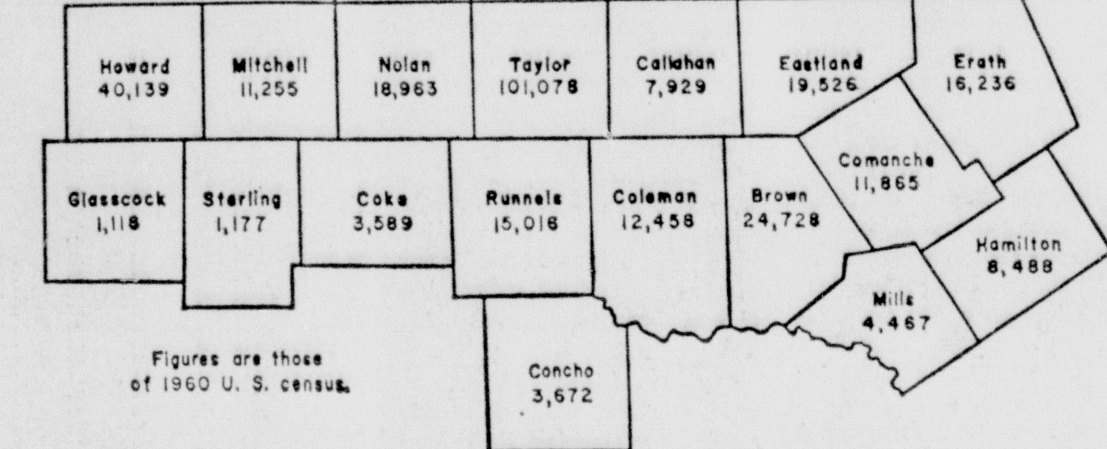 Howard
40,139
Mitchell
11,255
Nolan
18,963
Taylor
101,078
Callahan
7,929
Eastland
19,526
Erath
16,236
Comanche
11,865
Glasscock
1,118
Sterling
1,177
Coke
3,589
Runnels
15,016
Coleman
12,458
Brown
24,728
Hamilton
8,488
Mills
4,467
Figures are those
of 1960 U. S. census.
Concho
3,672